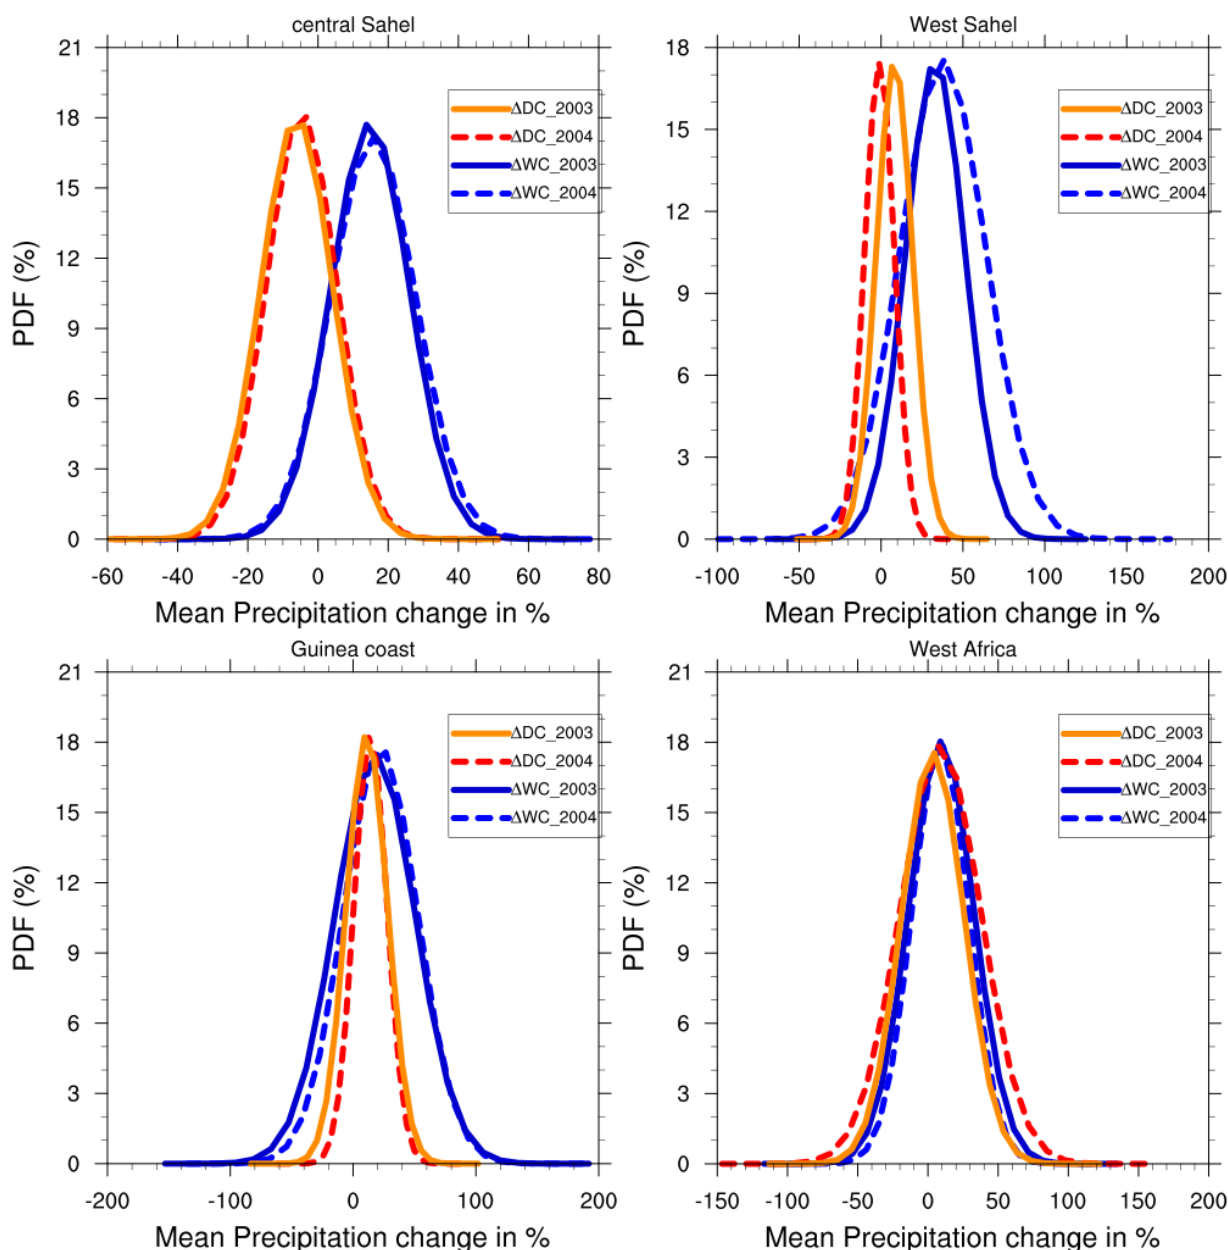 central Sahel
21
18
15
12
9
6
3
0
PDF (%)
ΔDC_2003
ΔDC_2004
ΔWC_2003
ΔWC_2004
-60 -40 -20 0 20 40 60 80
Mean Precipitation change in %
West Sahel
18
15
12
9
6
3
0
PDF (%)
ΔDC_2003
ΔDC_2004
ΔWC_2003
ΔWC_2004
-100 -50 0 50 100 150 200
Mean Precipitation change in %
Guinea coast
21
18
15
12
9
6
3
0
PDF (%)
ΔDC_2003
ΔDC_2004
ΔWC_2003
ΔWC_2004
-200 -100 0 100 200
Mean Precipitation change in %
West Africa
21
18
15
12
9
6
3
0
PDF (%)
ΔDC_2003
ΔDC_2004
ΔWC_2003
ΔWC_2004
-150 -100 -50 0 50 100 150 200
Mean Precipitation change in %